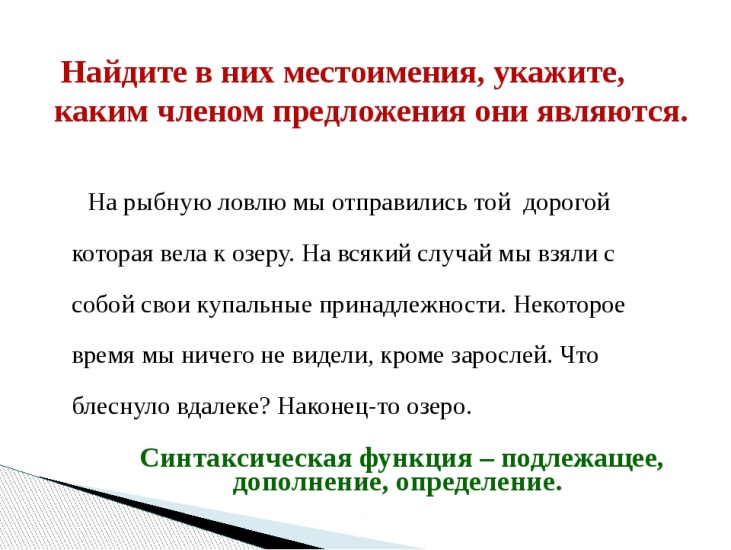 Найдите в них местоимения, укажите,
каким членом предложения они являются.
На рыбную ловлю мы отправились той дорогой
которая вела к озеру. На всякий случай мы взяли с
собой свои купальные принадлежности. Некоторое
время мы ничего не видели, кроме зарослей. Что
блеснуло вдалеке? Наконец-то озеро.
Синтаксическая функция – подлежащее,
дополнение, определение.